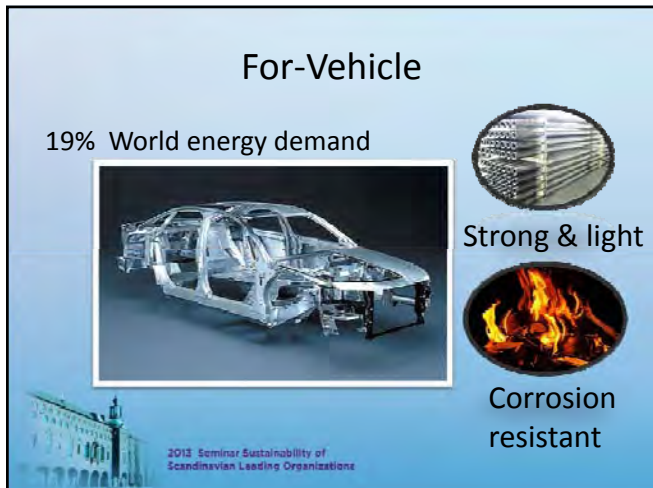 For-Vehicle
19% World energy demand
Strong & light
Corrosion
resistant
2013 Seminar Sustainability of
Scandinavian Leading Organizations